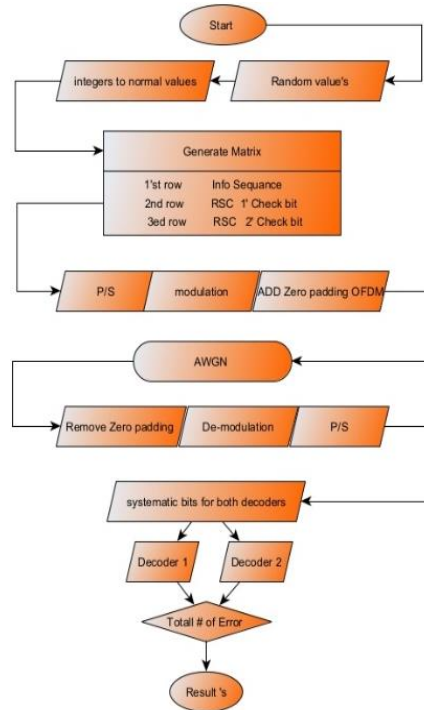 Start
Random value's
integers to normal values
Generate Matrix
1'st row Info Sequance
2nd row RSC 1' Check bit
3ed row RSC 2' Check bit
P/S
modulation
ADD Zero padding OFDM
AWGN
Remove Zero padding
De-modulation
P/S
systematic bits for both decoders
Decoder 1
Decoder 2
Totall # of Error
Result 's